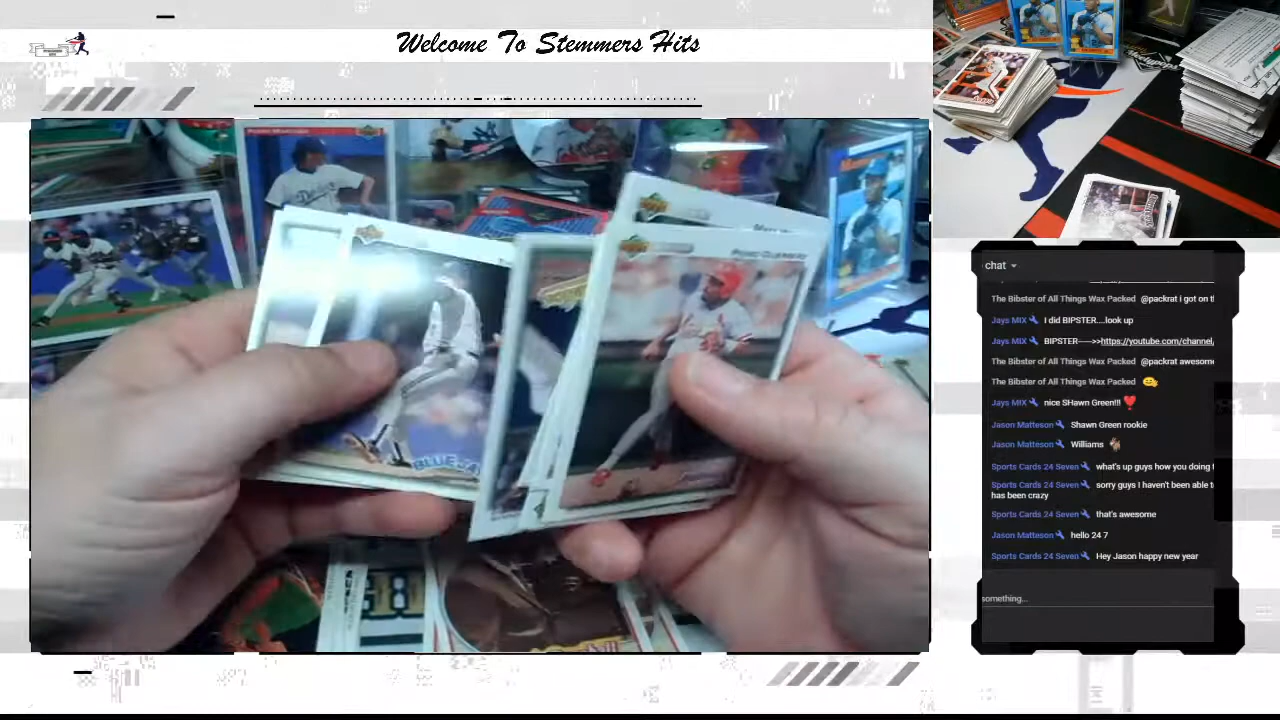 Welcome To Stemmers Hits
chat
The Bibster of All Things Wax Packed @packrat i got on t
Jays MIX I did BIPSTER....look up
Jays MIX BIPSTER---->>https://youtube.com/channel/
The Bibster of All Things Wax Packed @packrat awesome
The Bibster of All Things Wax Packed
Jays MIX nice SHawn Green!!!
Jason Matteson Shawn Green rookie
Jason Matteson Williams
Sports Cards 24 Seven what's up guys how you doing t
Sports Cards 24 Seven sorry guys I haven't been able t
has been crazy
Sports Cards 24 Seven that's awesome
Jason Matteson hello 24 7
Sports Cards 24 Seven Hey Jason happy new year
something...
Dodgers
BLUE JA